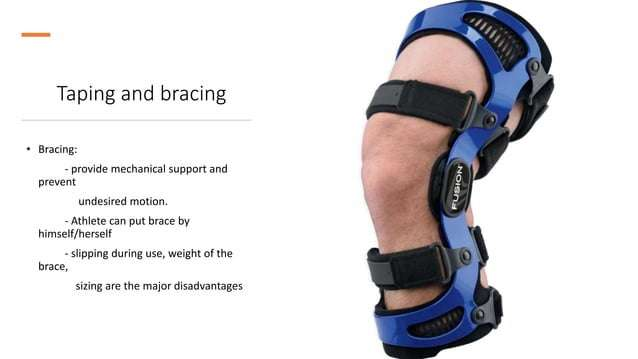 Taping and bracing
• Bracing:
- provide mechanical support and
prevent
undesired motion.
- Athlete can put brace by
himself/herself
- slipping during use, weight of the
brace,
sizing are the major disadvantages
FUSION